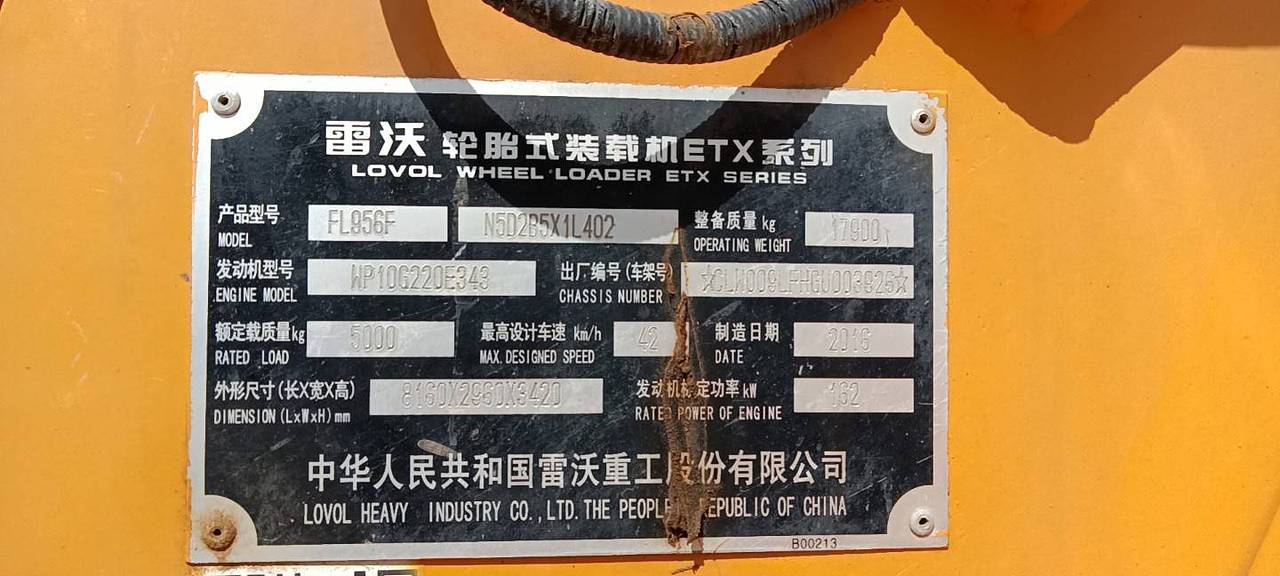 雷沃 轮胎式装载机ETX系列
LOVOL WHEEL LOADER ETX SERIES
产品型号 FL956F N5D2B5X1L402 整备质量 kg 17900
MODEL OPERATING WEIGHT
发动机型号 WP10G220E343 出厂编号(车架号) ☆CLW009LFHGU003926☆
ENGINE MODEL CHASSIS NUMBER
额定载质量kg 5000 最高设计车速 km/h 42 制造日期 2016
RATED LOAD MAX.DESIGNED SPEED DATE
外形尺寸(长X宽X高) 8160X2960X3420 发动机标定功率kW 162
DIMENSION(LxWxH)mm RATED POWER OF ENGINE
中华人民共和国雷沃重工股份有限公司
LOVOL HEAVY INDUSTRY CO.,LTD.THE PEOPLE'S REPUBLIC OF CHINA
B00213